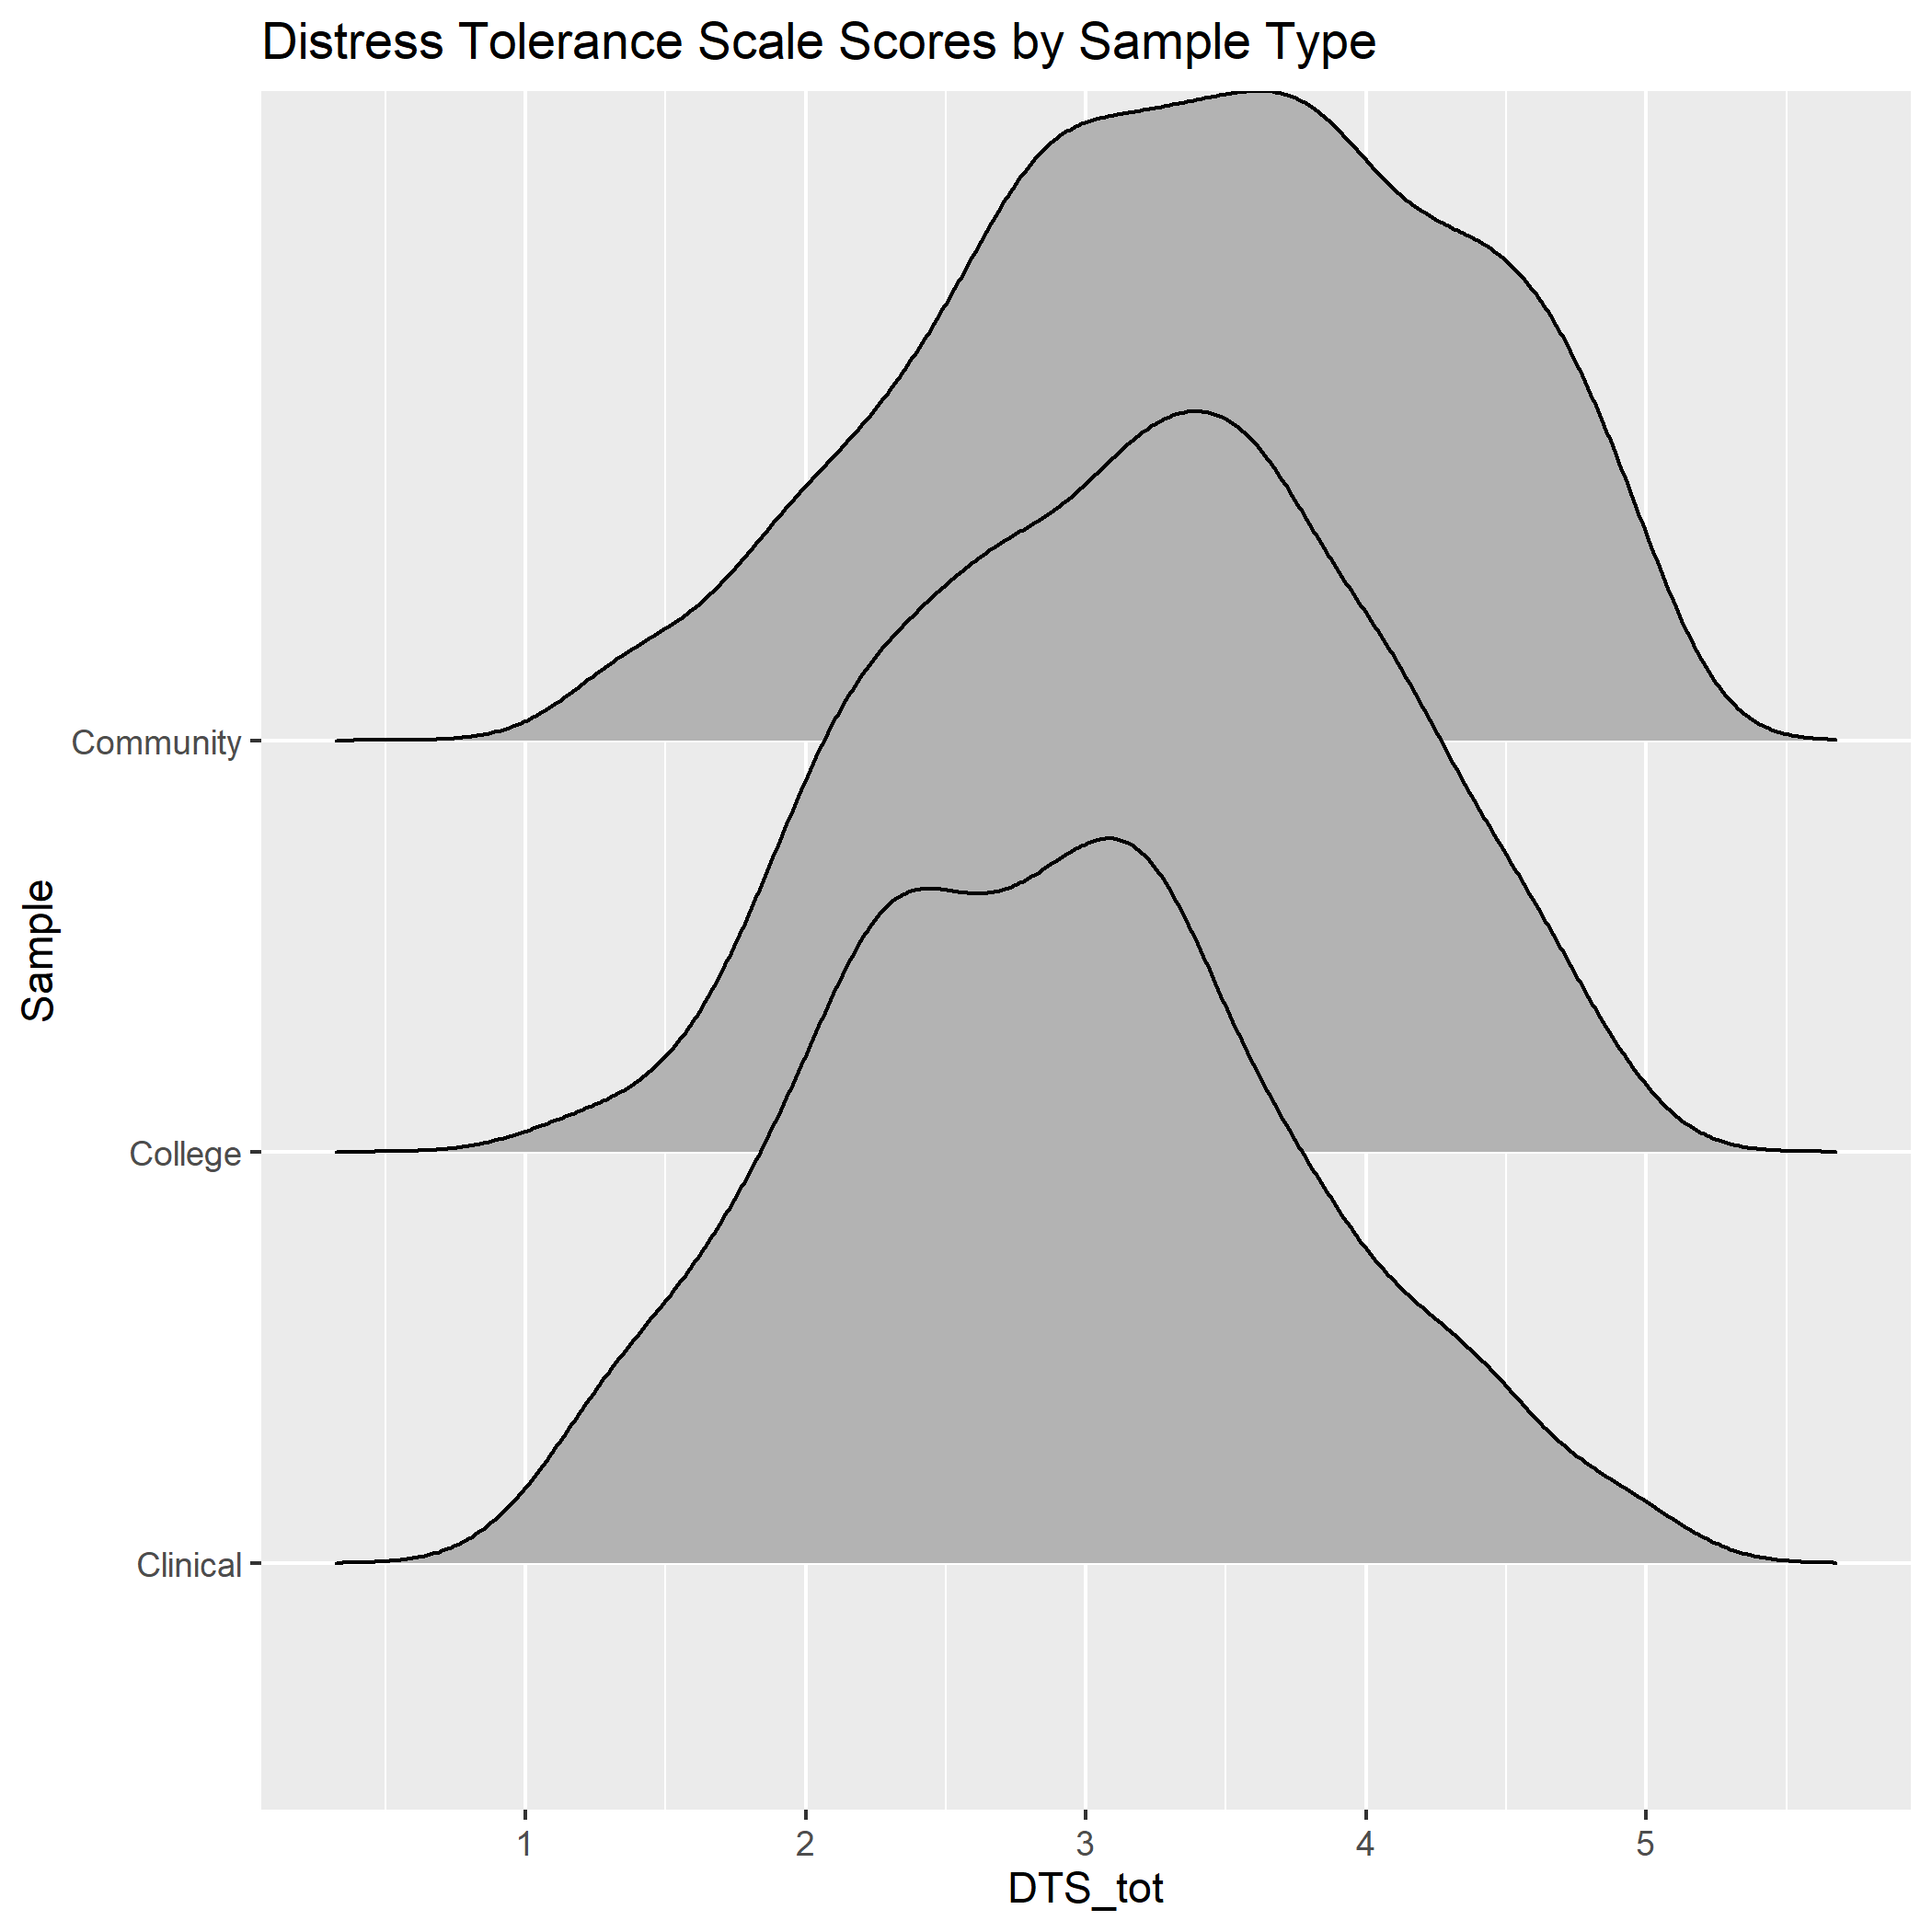 Distress Tolerance Scale Scores by Sample Type
Sample
Community
College
Clinical
1 2 3 4 5
DTS_tot